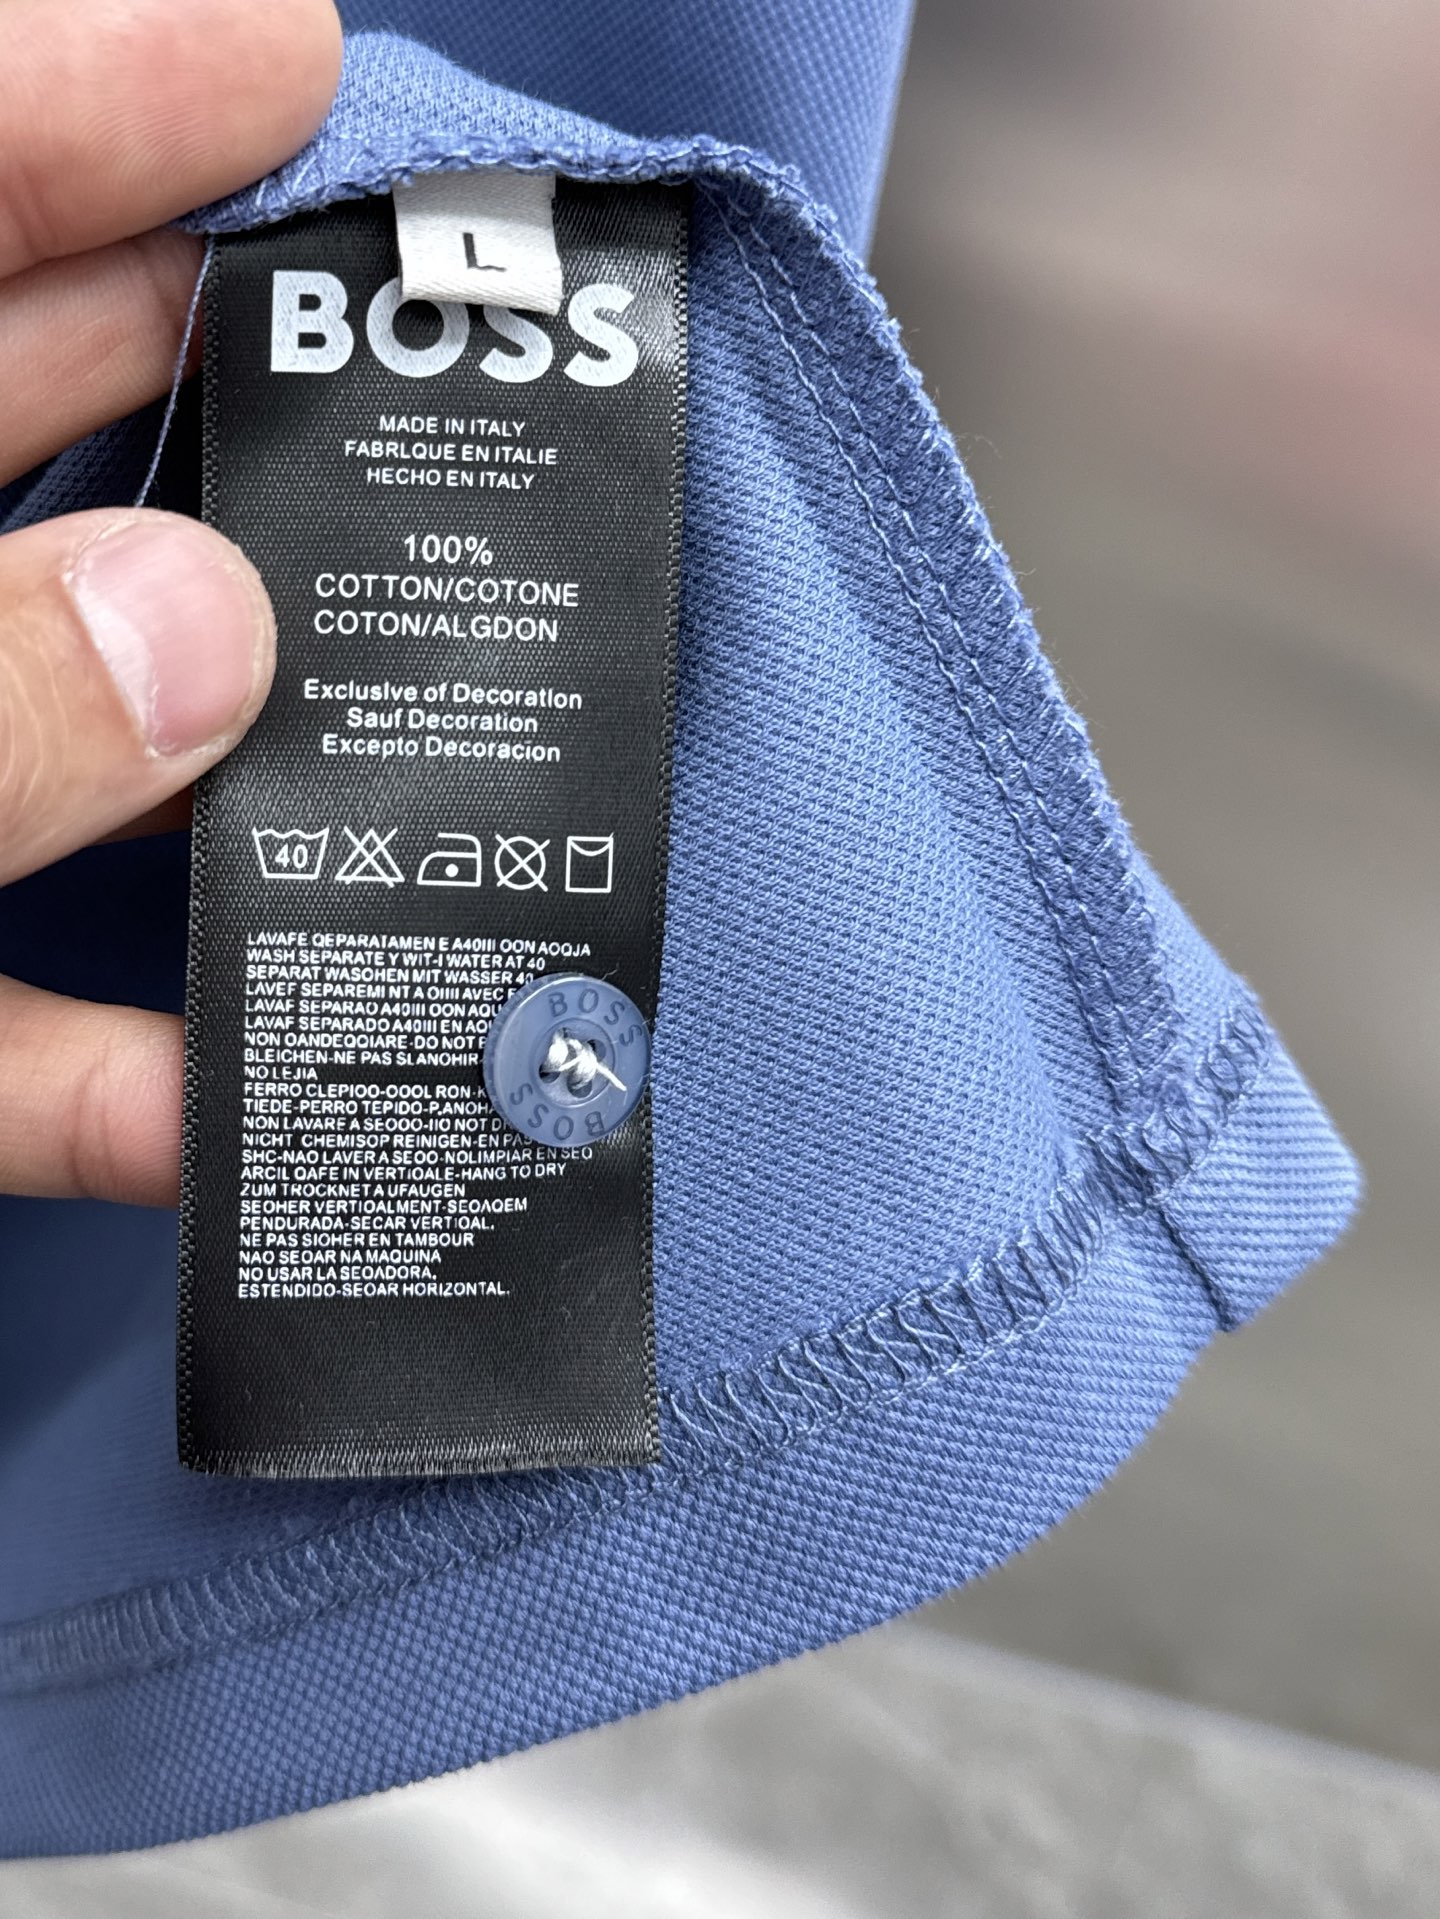 L
BOSS
MADE IN ITALY
FABRLQUE EN ITALIE
HECHO EN ITALY
100%
COTTON/COTONE
COTON/ALGDON
Exclusive of Decoration
Sauf Decoration
Excepto Decoracion
40
LAVAFE QEPARATAMEN E A40III OON AOQJA
WASH SEPARATE Y WIT-I WATER AT 40
SEPARAT WASOHEN MIT WASSER 40
LAVEF SEPAREMI NT A OIIII AVEC
LAVAF SEPARAO A40III OON
LAVAF SEPARADO A40III EN
NON OANDEQOIARE-DO NOT
BLEICHEN-NE PAS SLANOHIR
NO LEJIA
FERRO CLEPIOO-OOOL RON-
TIEDE-PERRO TEPIDO-P.ANOHA
NON LAVARE A SEOOO-IIO NOT
NICHT CHEMISOP REINIGEN-EN PAS
SHC-NAO LAVER A SEOO-NOLIMPIAR EN SEO
ARCIL QAFE IN VERTIOALE-HANG TO DRY
ZUM TROCKNET A UFAUGEN
SEOHER VERTIOALMENT-SEOAOEM
PENDURADA-SECAR VERTIOAL.
NE PAS SIOHER EN TAMBOUR
NAO SEOAR NA MAQUINA
NO USAR LA SEOADORA.
ESTENDIDO-SEOAR HORIZONTAL.
BOSS
BOSS